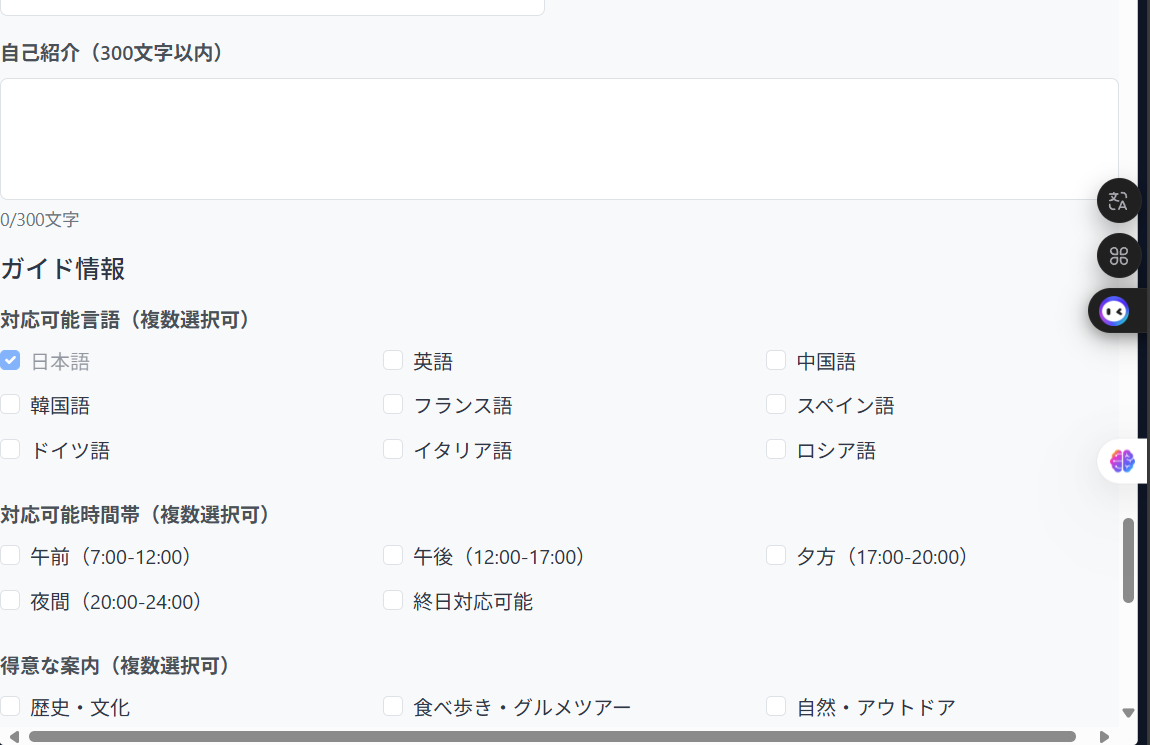 自己紹介（300文字以内）
0/300文字
ガイド情報
対応可能言語（複数選択可）
日本語 英語 中国語
韓国語 フランス語 スペイン語
ドイツ語 イタリア語 ロシア語
対応可能時間帯（複数選択可）
午前（7:00-12:00） 午後（12:00-17:00） 夕方（17:00-20:00）
夜間（20:00-24:00） 終日対応可能
得意な案内（複数選択可）
歴史・文化 食べ歩き・グルメツアー 自然・アウトドア